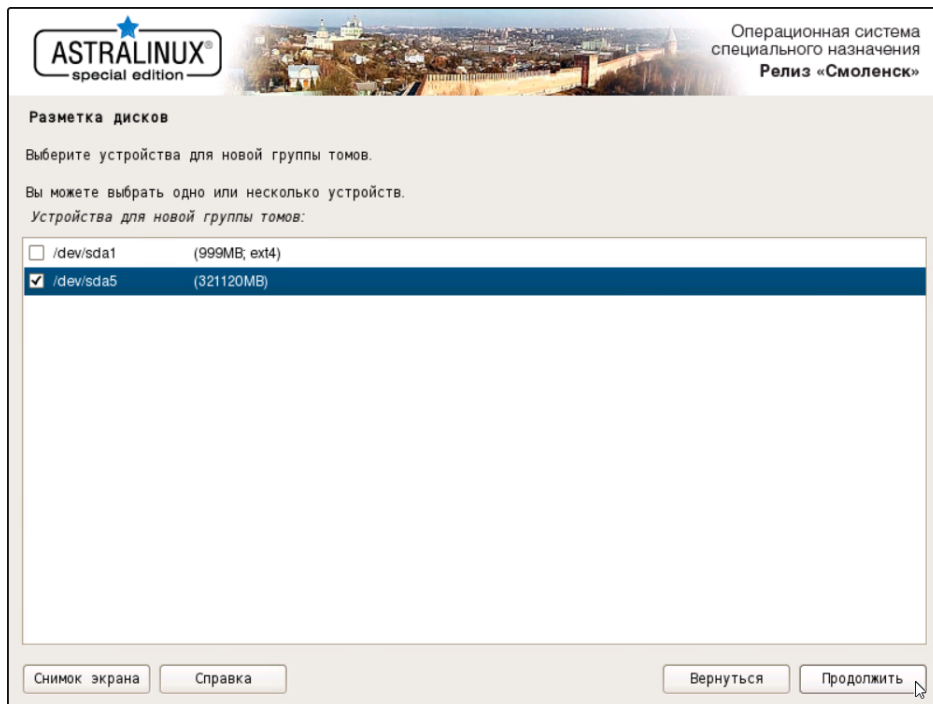 ASTRALINUX®
special edition
Операционная система
специального назначения
Релиз «Смоленск»
Разметка дисков
Выберите устройства для новой группы томов.
Вы можете выбрать одно или несколько устройств.
Устройства для новой группы томов:
/dev/sda1 (999MB; ext4)
/dev/sda5 (321120MB)
Снимок экрана Справка Вернуться Продолжить